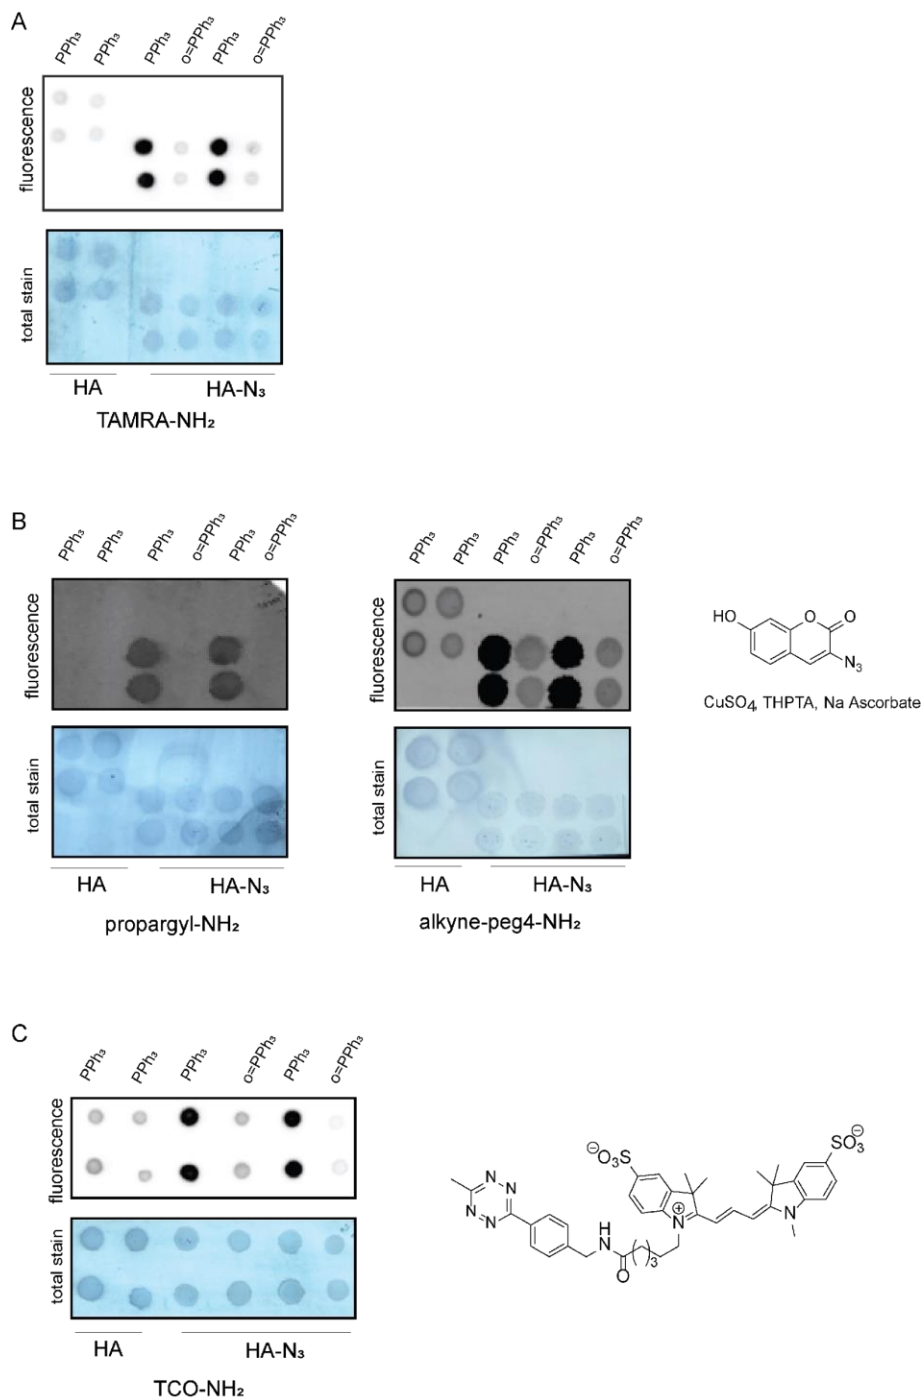 A
PPh₃ PPh₃ PPh₃ o=PPh₃ PPh₃ o=PPh₃
fluorescence
total stain
HA HA-N₃
TAMRA-NH₂
B
PPh₃ PPh₃ PPh₃ o=PPh₃ PPh₃ o=PPh₃
fluorescence
total stain
HA HA-N₃
propargyl-NH₂
PPh₃ PPh₃ PPh₃ o=PPh₃ PPh₃ o=PPh₃
fluorescence
total stain
HA HA-N₃
alkyne-peg4-NH₂
HO O O
N₃
CuSO₄, THPTA, Na Ascorbate
C
PPh₃ PPh₃ PPh₃ o=PPh₃ PPh₃ o=PPh₃
fluorescence
total stain
HA HA-N₃
TCO-NH₂
⊖O₃S SO₃⊖
N N N N
⊕N N
H N
O ( )₃